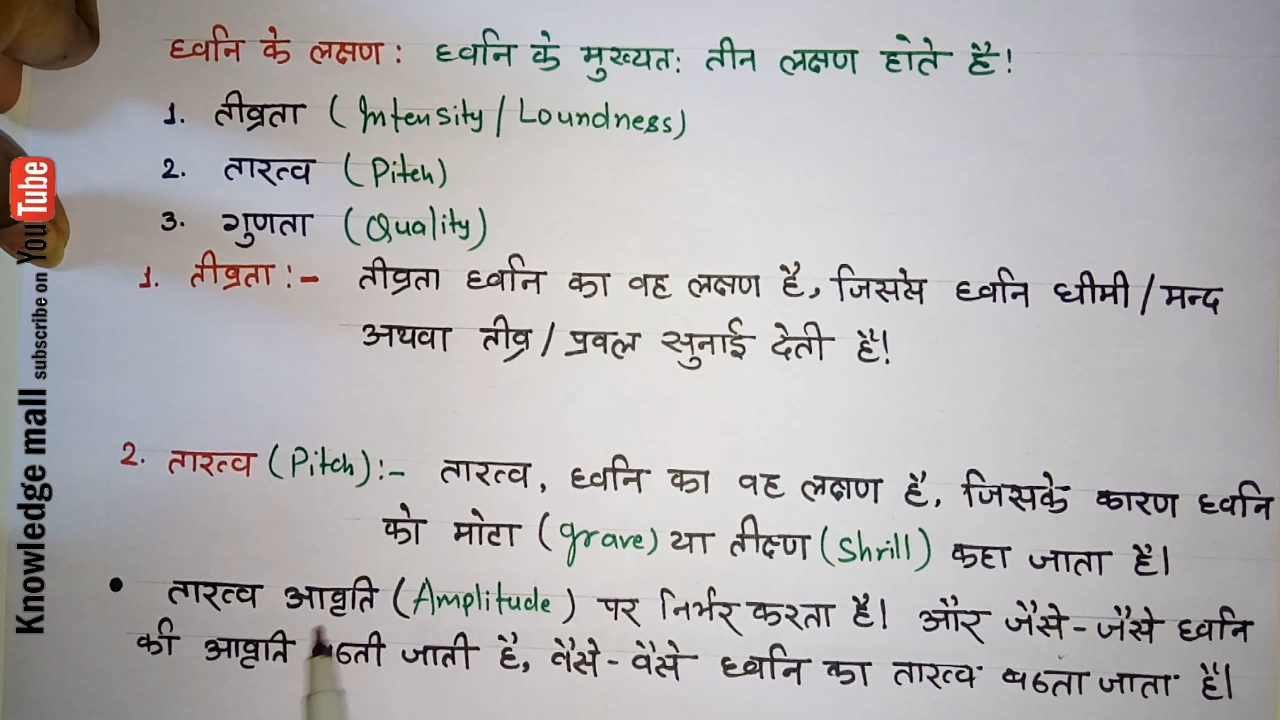 ध्वनि के लक्षण : ध्वनि के मुख्यत: तीन लक्षण होते है!
1. तीव्रता (Intensity/Loundness)
2. तारत्व (Pitch)
3. गुणता (Quality)
1. तीव्रता :- तीव्रता ध्वनि का वह लक्षण है, जिससे ध्वनि धीमी/मन्द
अथवा तीव्र/प्रवल सुनाई देती है!
2. तारत्व (Pitch):- तारत्व, ध्वनि का वह लक्षण है, जिसके कारण ध्वनि
को मोटा (grave) या तीक्ष्ण (Shrill) कहा जाता है।
• तारत्व आवृति (Amplitude) पर निर्भर करता है। और जैसे-जैसे ध्वनि
की आवृति जाती है, वैसे-वैसे ध्वनि का तारत्व बढता जाता है।
Knowledge mall subscribe on YouTube